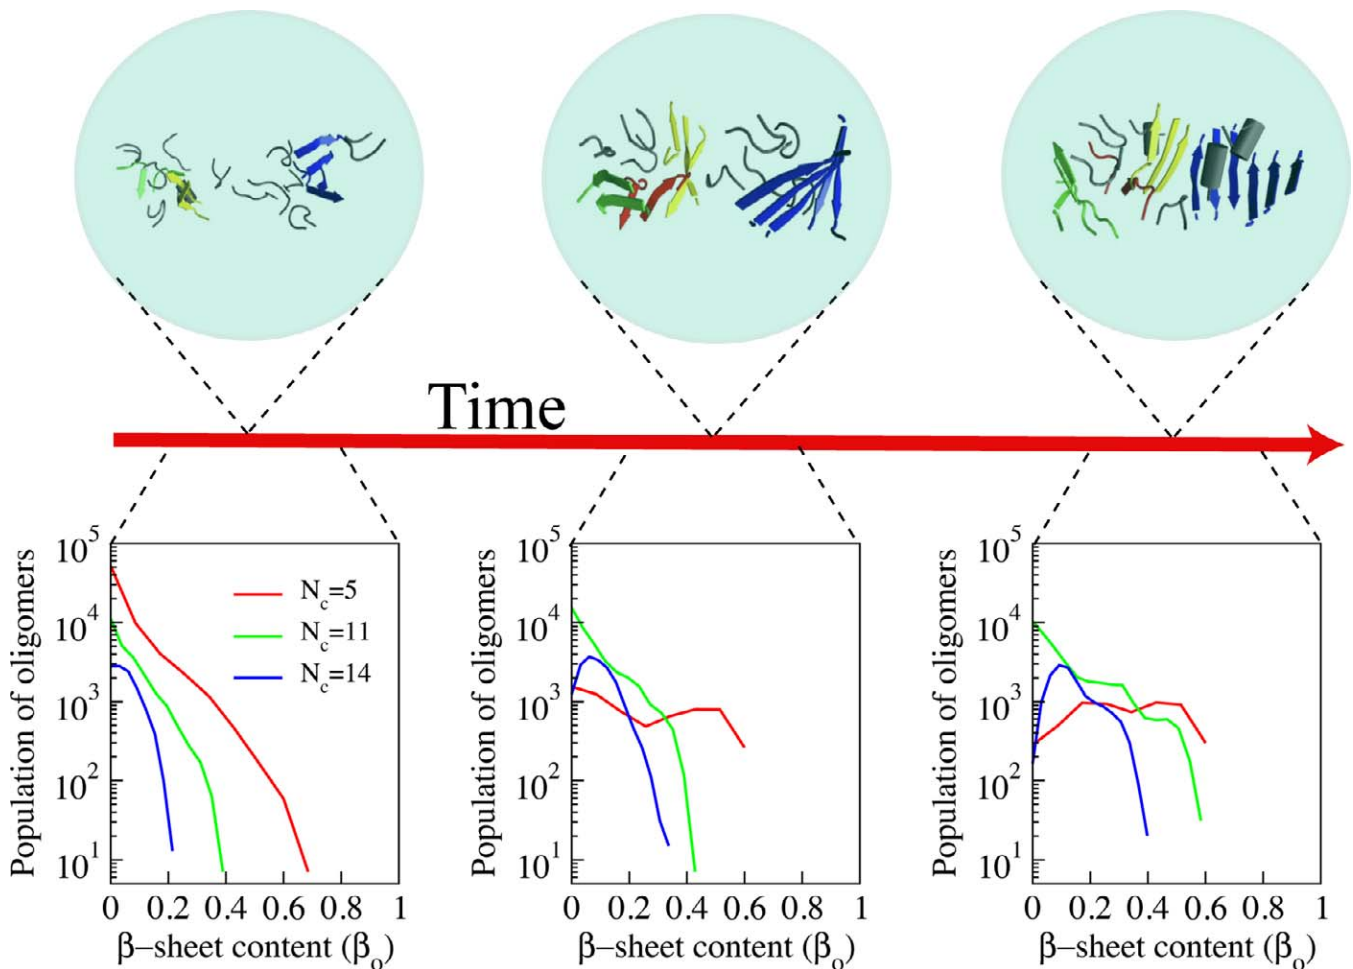 Time
Population of oligomers
10^5
10^4
10^3
10^2
10^1
N_c=5
N_c=11
N_c=14
0 0.2 0.4 0.6 0.8 1
β–sheet content (β_o)
Population of oligomers
10^5
10^4
10^3
10^2
10^1
0 0.2 0.4 0.6 0.8 1
β–sheet content (β_o)
Population of oligomers
10^5
10^4
10^3
10^2
10^1
0 0.2 0.4 0.6 0.8 1
β–sheet content (β_o)